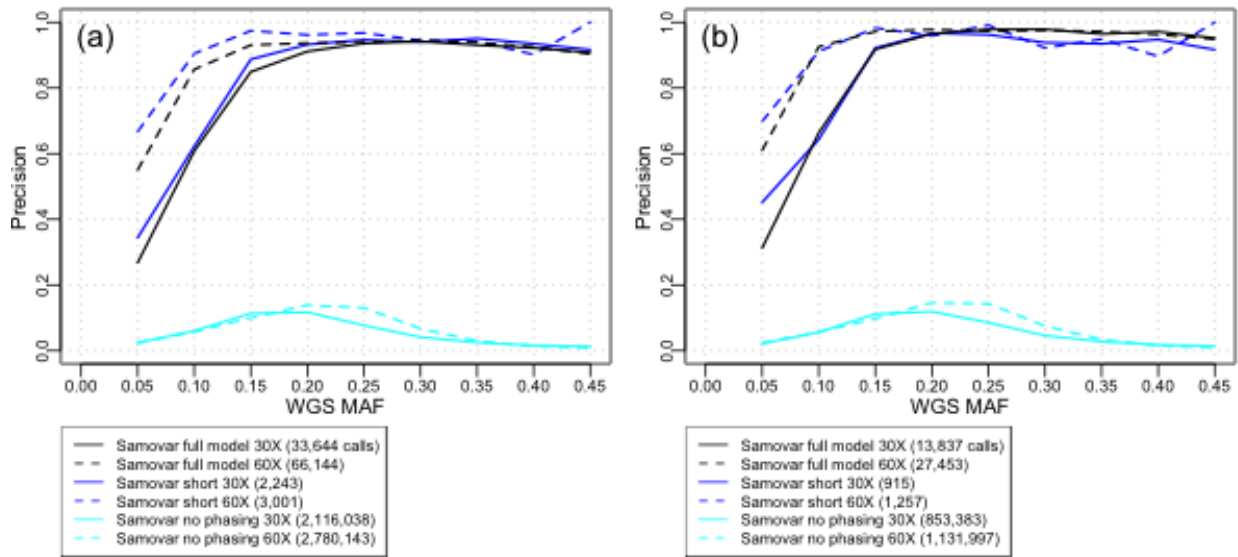 (a)
Precision
1.0
0.8
0.6
0.4
0.2
0.0
0.00 0.05 0.10 0.15 0.20 0.25 0.30 0.35 0.40 0.45
WGS MAF
Samovar full model 30X (33,644 calls)
Samovar full model 60X (66,144)
Samovar short 30X (2,243)
Samovar short 60X (3,001)
Samovar no phasing 30X (2,116,038)
Samovar no phasing 60X (2,780,143)
(b)
Precision
1.0
0.8
0.6
0.4
0.2
0.0
0.00 0.05 0.10 0.15 0.20 0.25 0.30 0.35 0.40 0.45
WGS MAF
Samovar full model 30X (13,837 calls)
Samovar full model 60X (27,453)
Samovar short 30X (915)
Samovar short 60X (1,257)
Samovar no phasing 30X (853,383)
Samovar no phasing 60X (1,131,997)